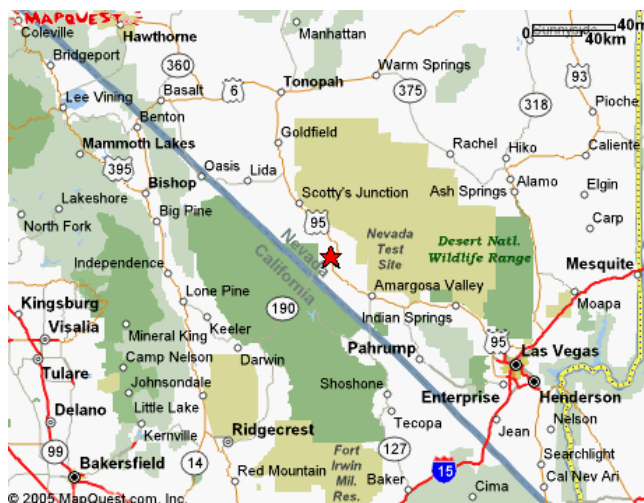 MAPQUEST
Sunnyside
40m
0
40km
Coleville
Hawthorne
Manhattan
Bridgeport
360
Warm Springs
93
Tonopah
Lee Vining
Basalt
6
375
318
Pioche
Benton
Goldfield
Mammoth Lakes
Rachel
Hiko
Caliente
395
Oasis
Lida
Bishop
Scotty's Junction
Ash Springs
Alamo
Elgin
Lakeshore
Big Pine
North Fork
95
Carp
Nevada
Nevada
Test
Site
Desert Natl.
Wildlife Range
California
Independence
Mesquite
Kingsburg
Lone Pine
190
Amargosa Valley
Moapa
Visalia
Mineral King
Keeler
Indian Springs
Tulare
Camp Nelson
Darwin
Pahrump
95
Las Vegas
Johnsondale
Shoshone
Enterprise
Delano
Little Lake
Henderson
Tecopa
Nelson
99
Kernville
Ridgecrest
Jean
Bakersfield
14
Fort
Irwin
Mil.
Res.
127
15
Searchlight
Red Mountain
Baker
Cima
Cal Nev Ari
© 2005 MapQuest.com, Inc.